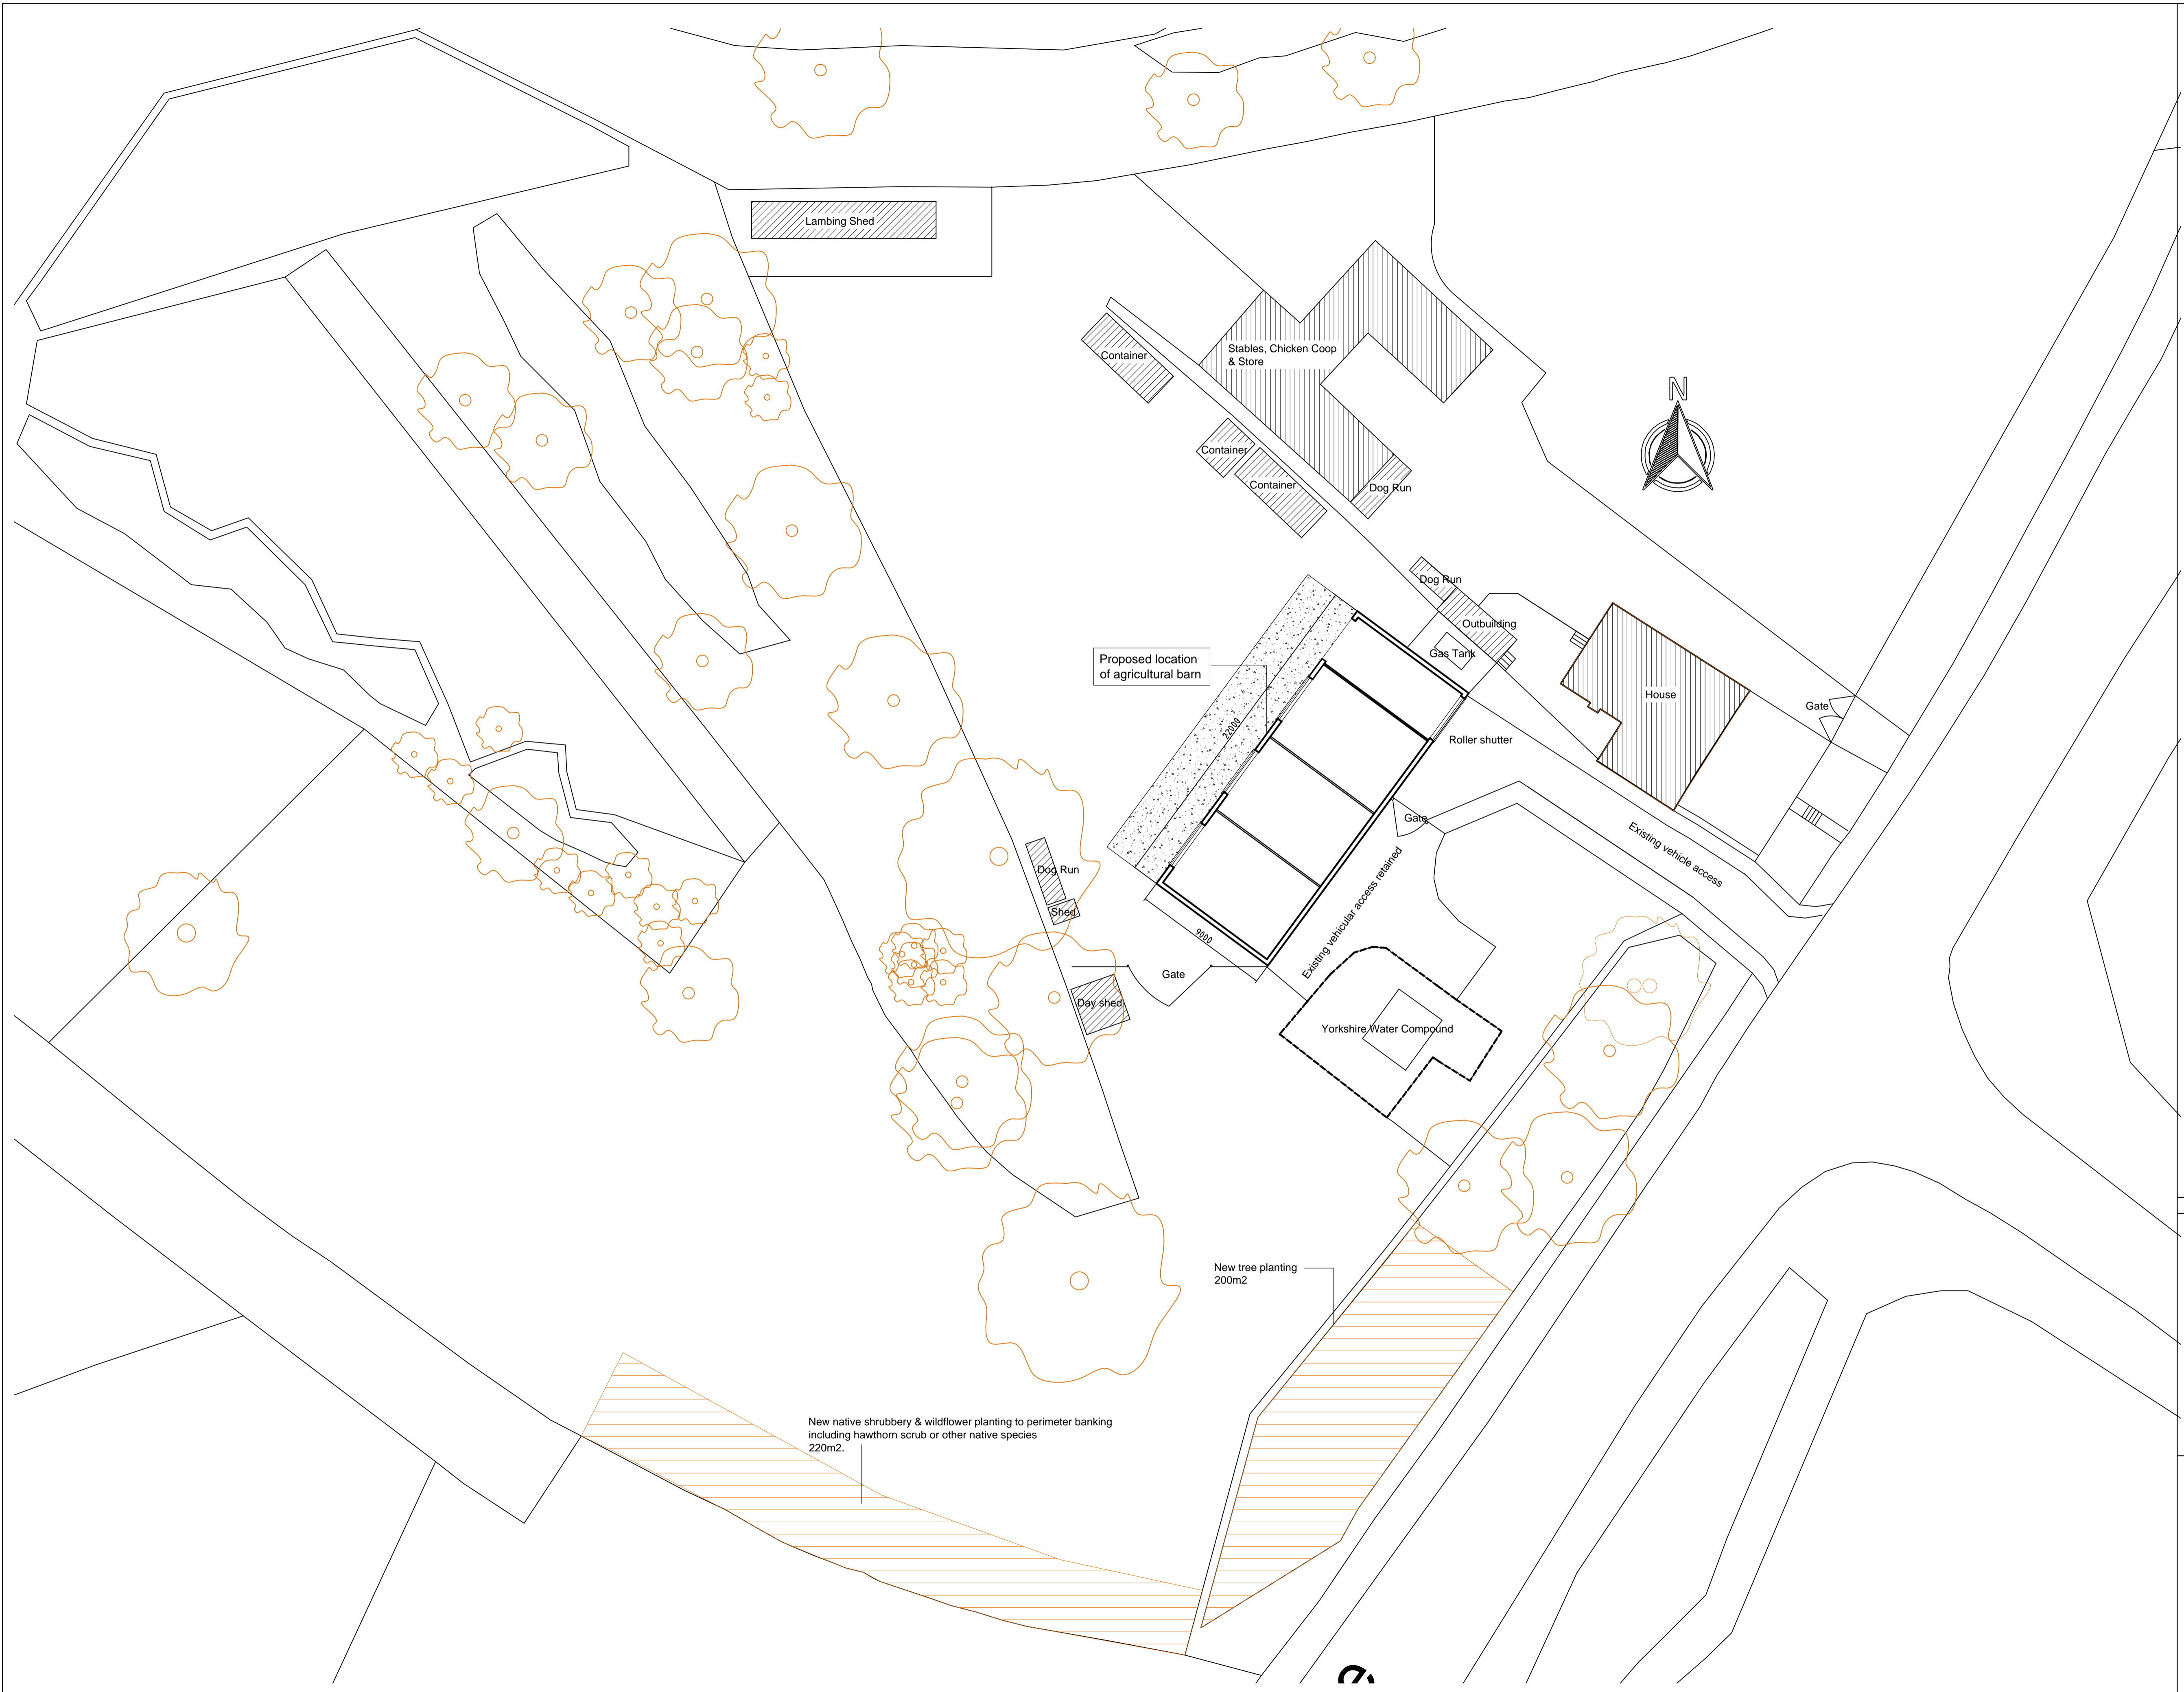 Lambing Shed
Container
Stables, Chicken Coop
& Store
N
Container
Container
Dog Run
Dog Run
Outbuilding
Gas Tank
Proposed location
of agricultural barn
House
Gate
22000
Roller shutter
Gate
Existing vehicle access
Dog Run
Shed
Existing vehicular access retained
9000
Gate
Day shed
Yorkshire Water Compound
New tree planting
200m2
New native shrubbery & wildflower planting to perimeter banking
including hawthorn scrub or other native species
220m2.